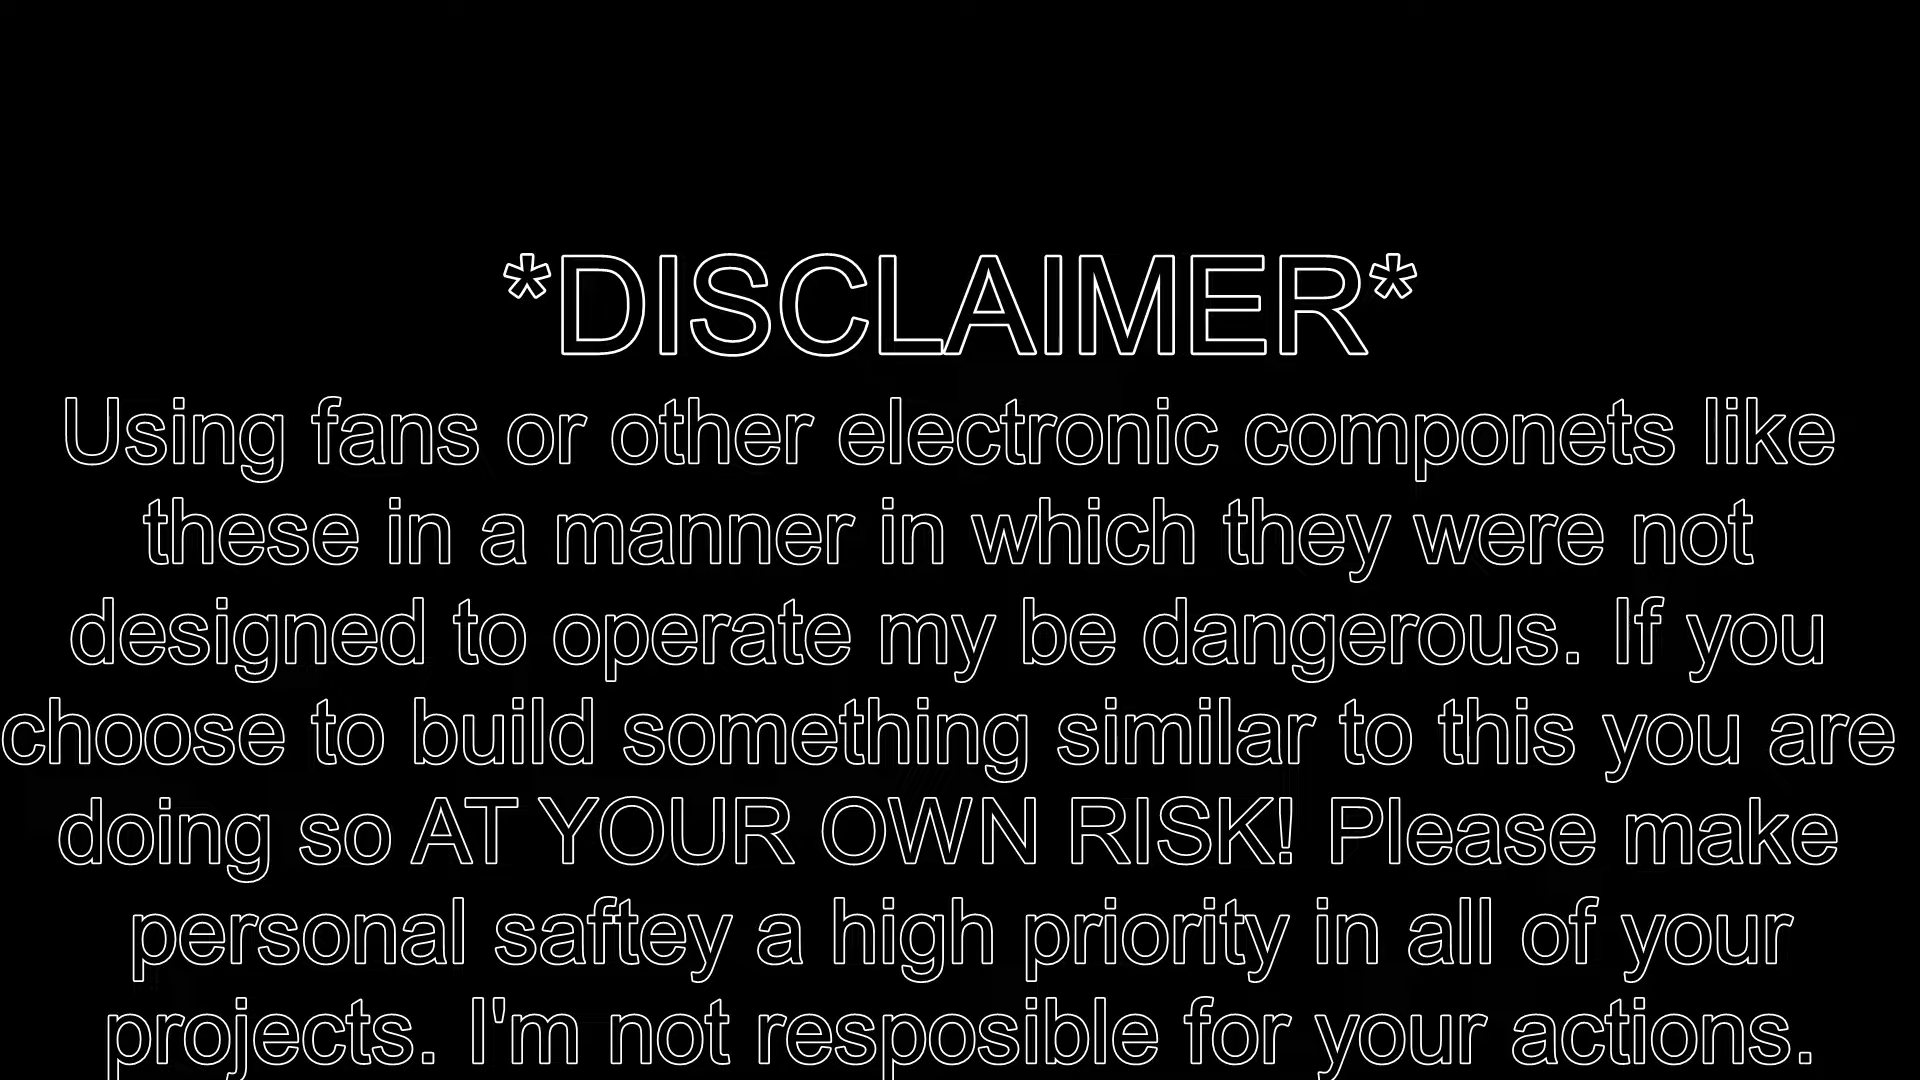 *DISCLAIMER*
Using fans or other electronic componets like
these in a manner in which they were not
designed to operate my be dangerous. If you
choose to build something similar to this you are
doing so AT YOUR OWN RISK! Please make
personal saftey a high priority in all of your
projects. I'm not resposible for your actions.